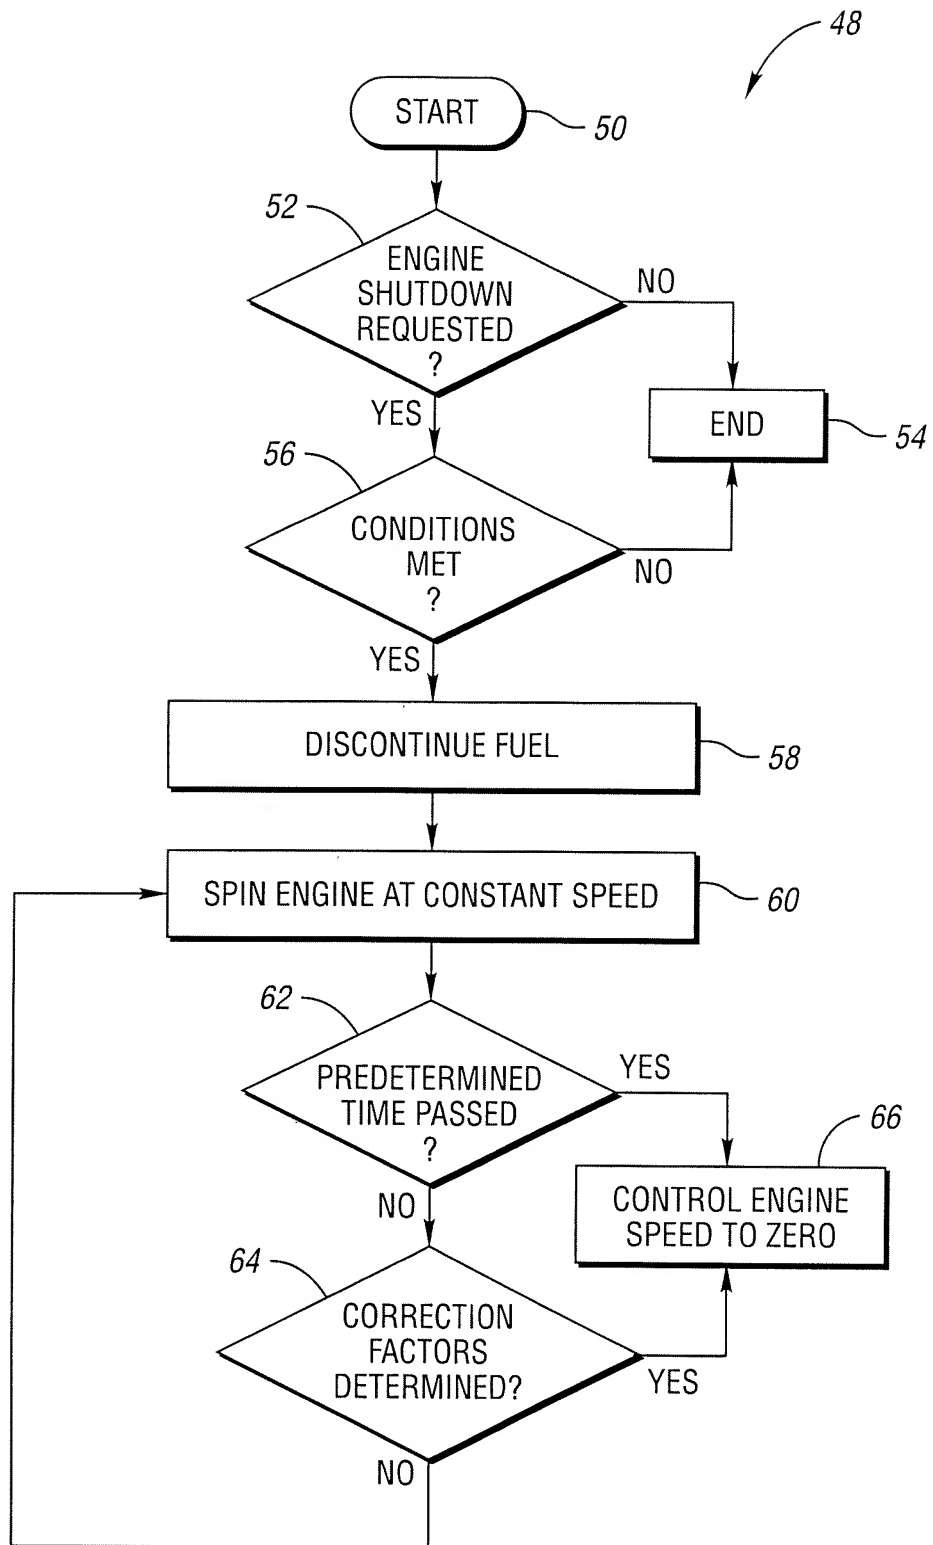 48
START
50
52
ENGINE
SHUTDOWN
REQUESTED
?
NO
YES
END
54
56
CONDITIONS
MET
?
NO
YES
DISCONTINUE FUEL
58
SPIN ENGINE AT CONSTANT SPEED
60
62
PREDETERMINED
TIME PASSED
?
YES
66
CONTROL ENGINE
SPEED TO ZERO
NO
64
CORRECTION
FACTORS
DETERMINED?
YES
NO